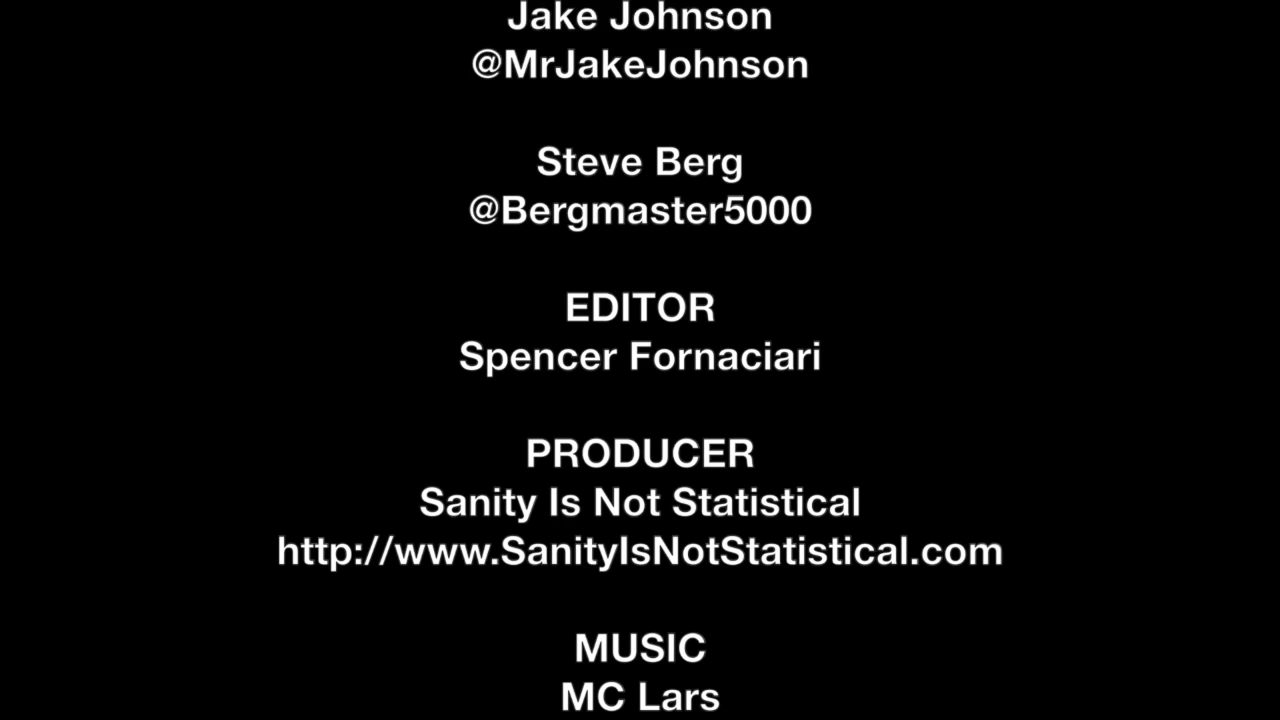 Jake Johnson
@MrJakeJohnson
Steve Berg
@Bergmaster5000
EDITOR
Spencer Fornaciari
PRODUCER
Sanity Is Not Statistical
http://www.SanityIsNotStatistical.com
MUSIC
MC Lars